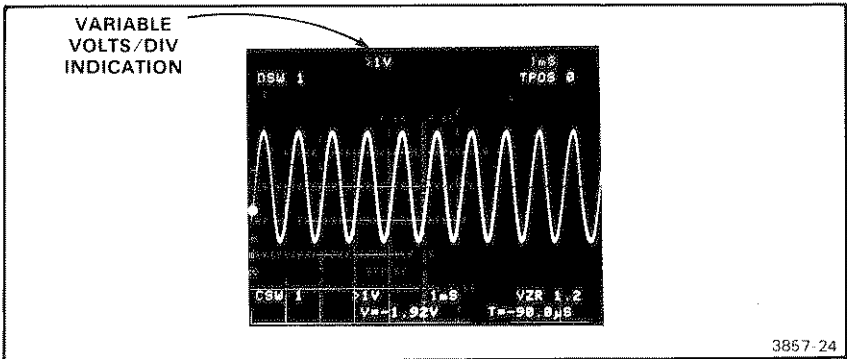 VARIABLE
VOLTS/DIV
INDICATION
>1V 1mS
DSW 1 TPOS 0
CSW 1 >1V 1mS VZR 1.2
V=-1.92V T=-90.0µS
3857-24